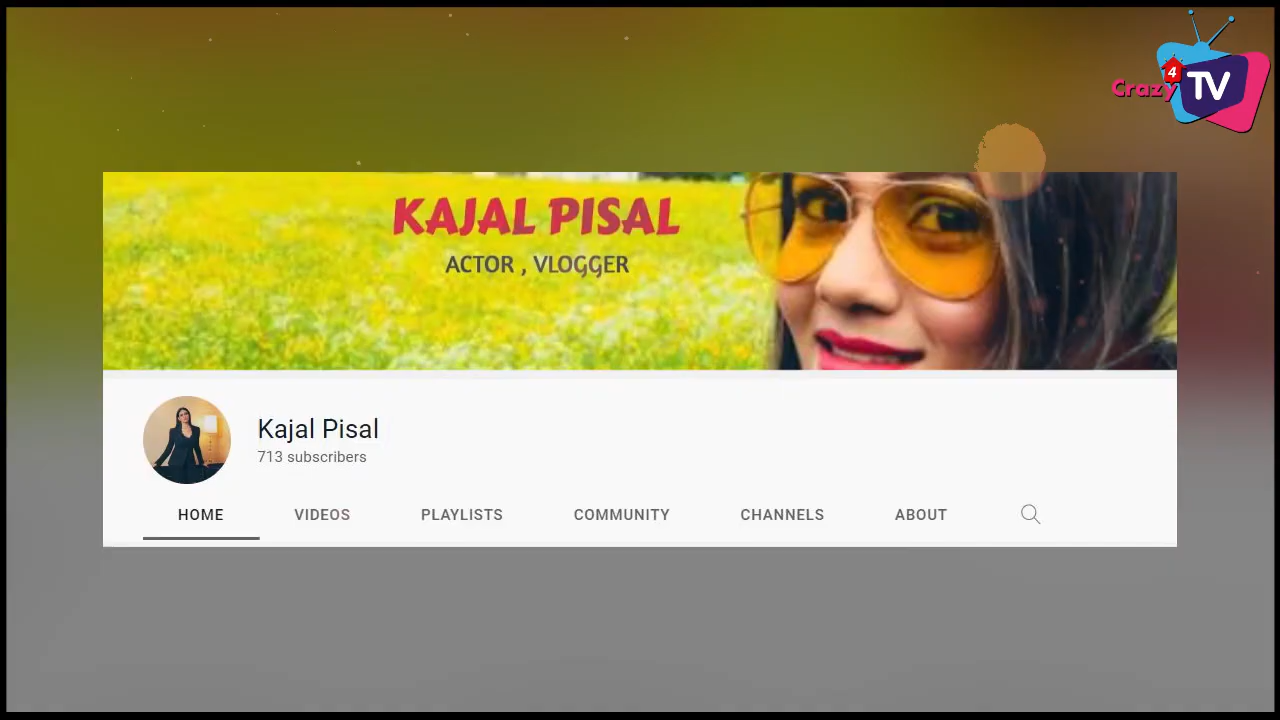 Crazy 4 TV
KAJAL PISAL
ACTOR , VLOGGER
Kajal Pisal
713 subscribers
HOME VIDEOS PLAYLISTS COMMUNITY CHANNELS ABOUT